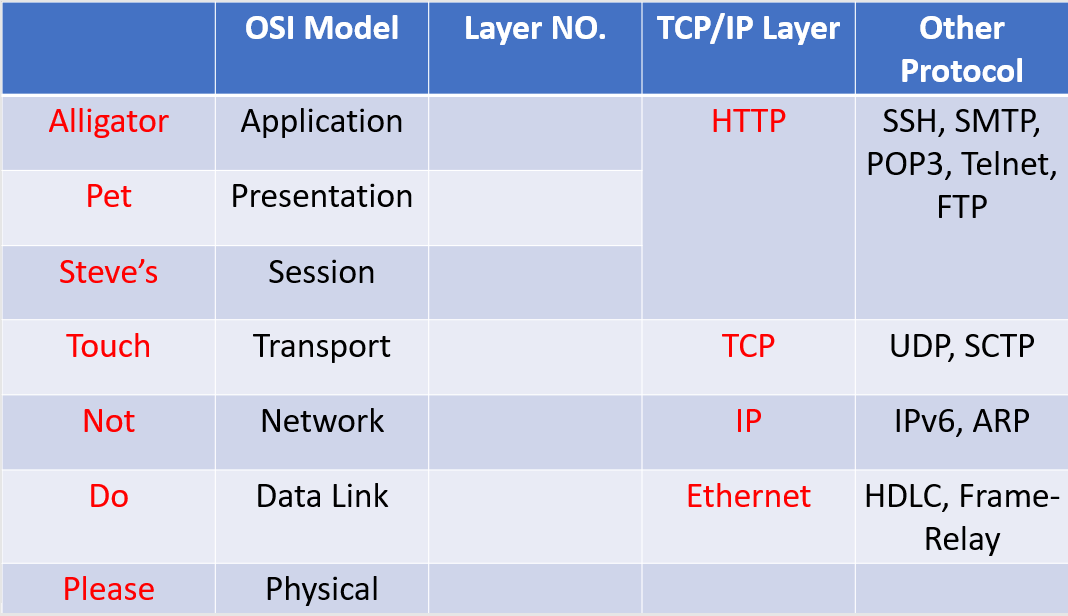 OSI Model Layer NO. TCP/IP Layer Other
Protocol
Alligator Application HTTP SSH, SMTP,
POP3, Telnet,
FTP
Pet Presentation
Steve’s Session
Touch Transport TCP UDP, SCTP
Not Network IP IPv6, ARP
Do Data Link Ethernet HDLC, Frame-
Relay
Please Physical